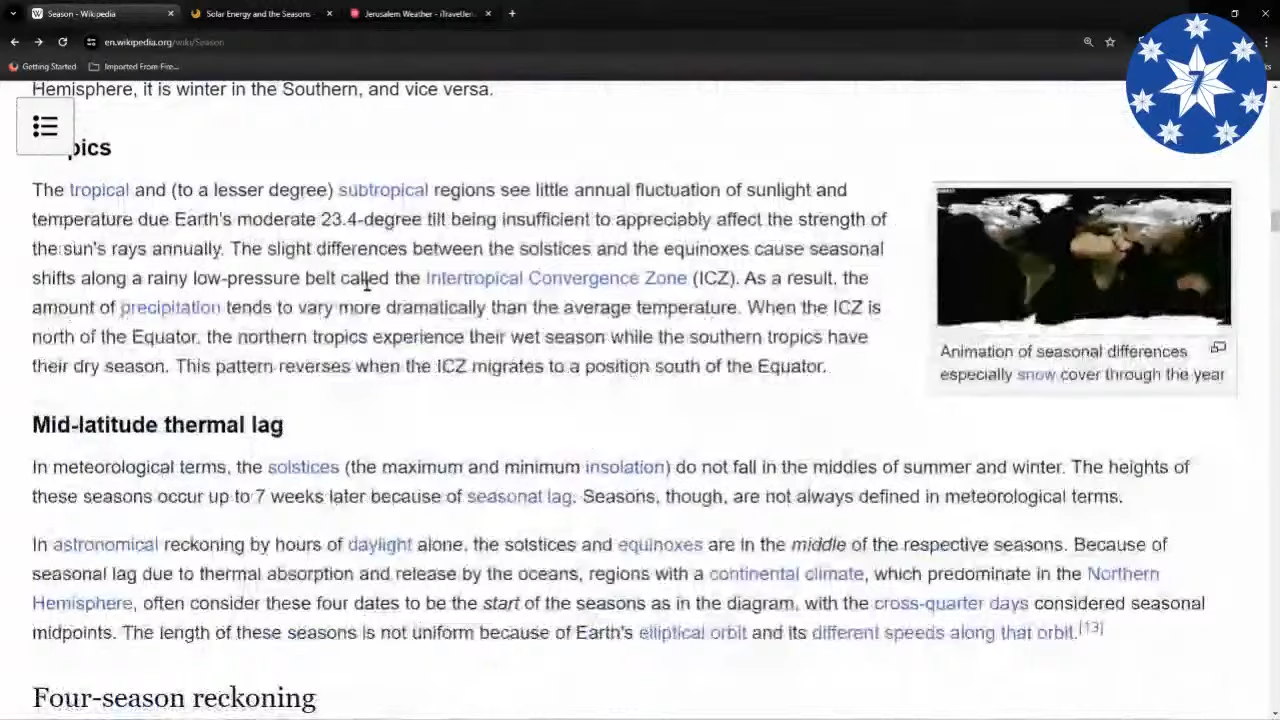 Season - Wikipedia
Solar Energy and the Seasons -
Jerusalem Weather - iTraveller
en.wikipedia.org/wiki/Season
Getting Started
Imported From Fire...
7
Hemisphere, it is winter in the Southern, and vice versa.
pics
The tropical and (to a lesser degree) subtropical regions see little annual fluctuation of sunlight and
temperature due Earth's moderate 23.4-degree tilt being insufficient to appreciably affect the strength of
the sun's rays annually. The slight differences between the solstices and the equinoxes cause seasonal
shifts along a rainy low-pressure belt called the Intertropical Convergence Zone (ICZ). As a result, the
amount of precipitation tends to vary more dramatically than the average temperature. When the ICZ is
north of the Equator, the northern tropics experience their wet season while the southern tropics have
their dry season. This pattern reverses when the ICZ migrates to a position south of the Equator.
Animation of seasonal differences
especially snow cover through the year
Mid-latitude thermal lag
In meteorological terms, the solstices (the maximum and minimum insolation) do not fall in the middles of summer and winter. The heights of
these seasons occur up to 7 weeks later because of seasonal lag. Seasons, though, are not always defined in meteorological terms.
In astronomical reckoning by hours of daylight alone, the solstices and equinoxes are in the middle of the respective seasons. Because of
seasonal lag due to thermal absorption and release by the oceans, regions with a continental climate, which predominate in the Northern
Hemisphere, often consider these four dates to be the start of the seasons as in the diagram, with the cross-quarter days considered seasonal
midpoints. The length of these seasons is not uniform because of Earth's elliptical orbit and its different speeds along that orbit.[13]
Four-season reckoning